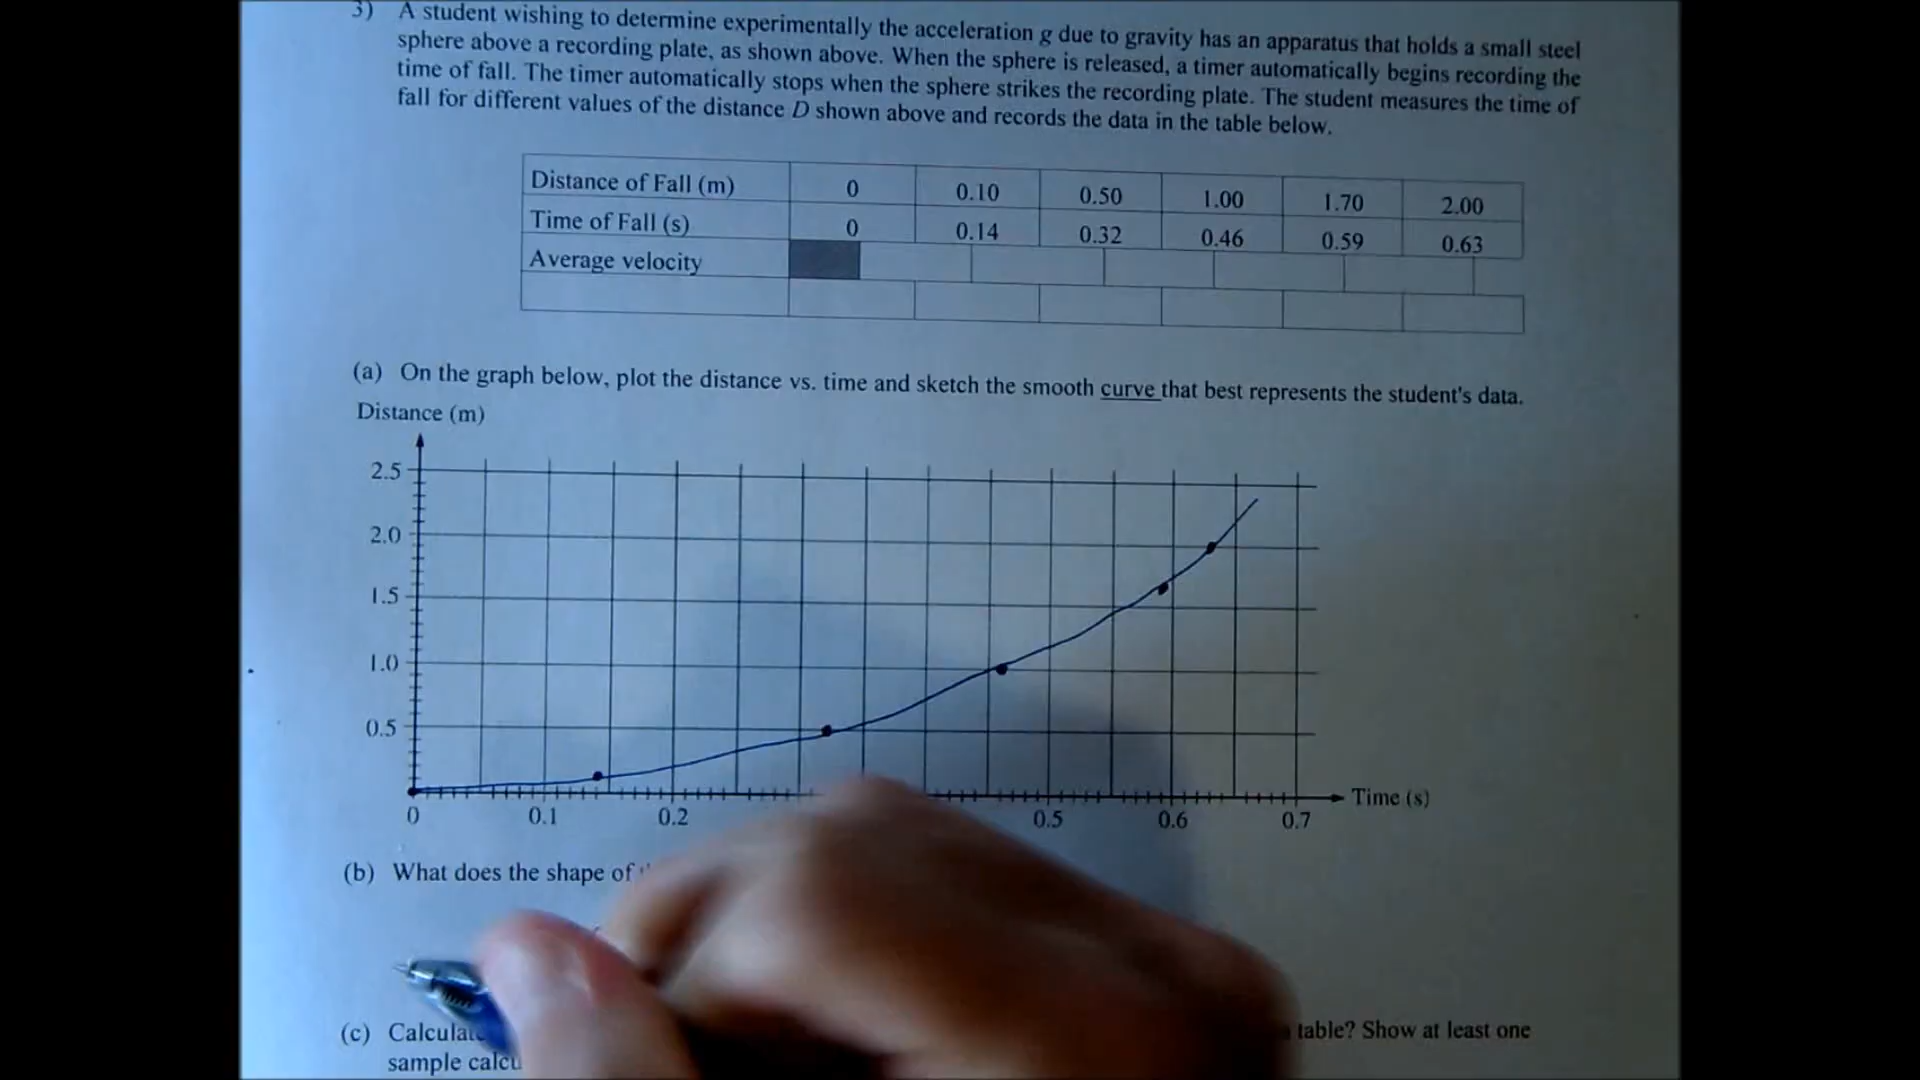 3) A student wishing to determine experimentally the acceleration g due to gravity has an apparatus that holds a small steel
sphere above a recording plate, as shown above. When the sphere is released, a timer automatically begins recording the
time of fall. The timer automatically stops when the sphere strikes the recording plate. The student measures the time of
fall for different values of the distance D shown above and records the data in the table below.
Distance of Fall (m) 0 0.10 0.50 1.00 1.70 2.00
Time of Fall (s) 0 0.14 0.32 0.46 0.59 0.63
Average velocity
(a) On the graph below, plot the distance vs. time and sketch the smooth curve that best represents the student's data.
Distance (m)
2.5
2.0
1.5
1.0
0.5
Time (s)
0 0.1 0.2 0.5 0.6 0.7
(b) What does the shape of
(c) table? Show at least one
sample